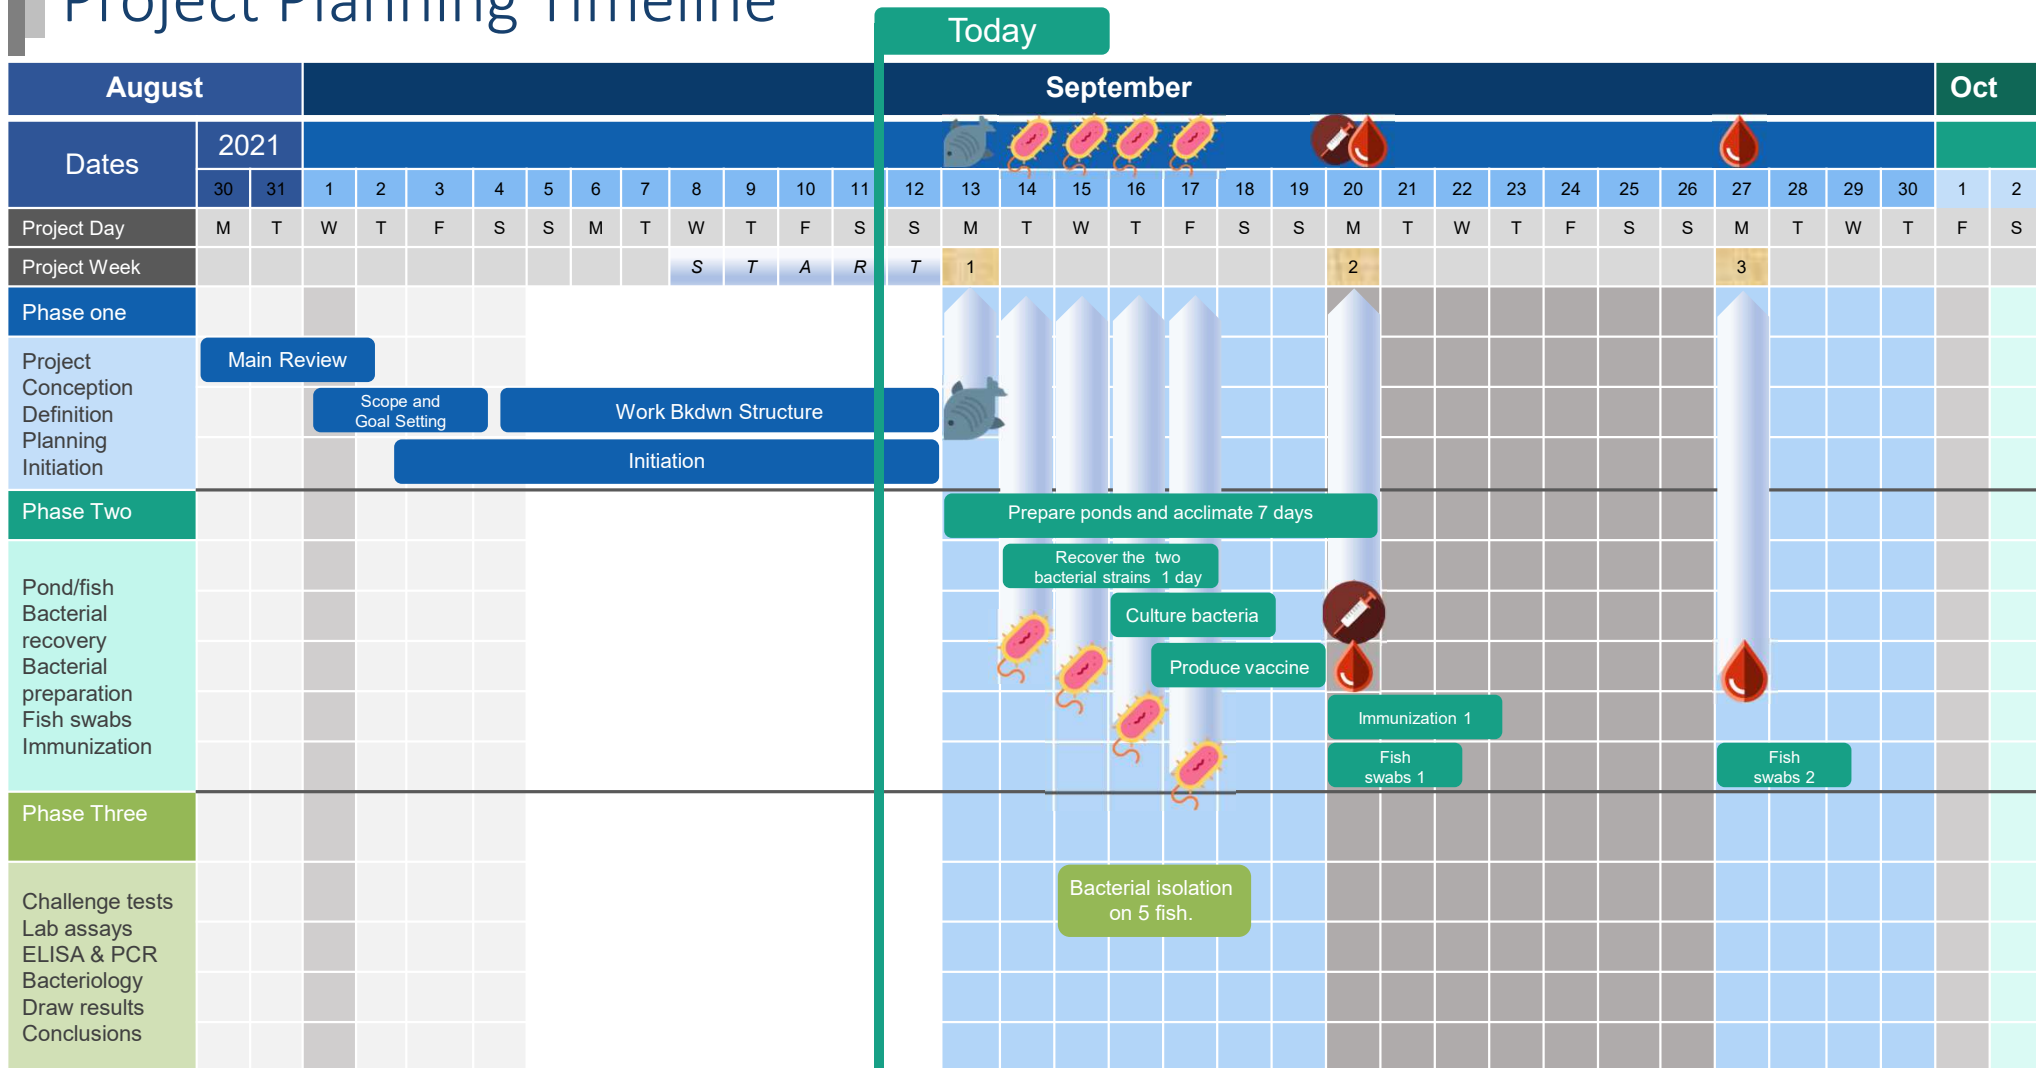 Project Planning Timeline
Today
August September Oct
Dates 2021
30 31 1 2 3 4 5 6 7 8 9 10 11 12 13 14 15 16 17 18 19 20 21 22 23 24 25 26 27 28 29 30 1 2
Project Day M T W T F S S M T W T F S S M T W T F S S M T W T F S S M T W T F S
Project Week S T A R T 1 2 3
Phase one
Project
Conception
Definition
Planning
Initiation
Main Review
Scope and
Goal Setting
Work Bkdwn Structure
Initiation
Phase Two
Prepare ponds and acclimate 7 days
Pond/fish
Bacterial
recovery
Bacterial
preparation
Fish swabs
Immunization
Recover the two
bacterial strains 1 day
Culture bacteria
Produce vaccine
Immunization 1
Fish
swabs 1
Fish
swabs 2
Phase Three
Challenge tests
Lab assays
ELISA & PCR
Bacteriology
Draw results
Conclusions
Bacterial isolation
on 5 fish.